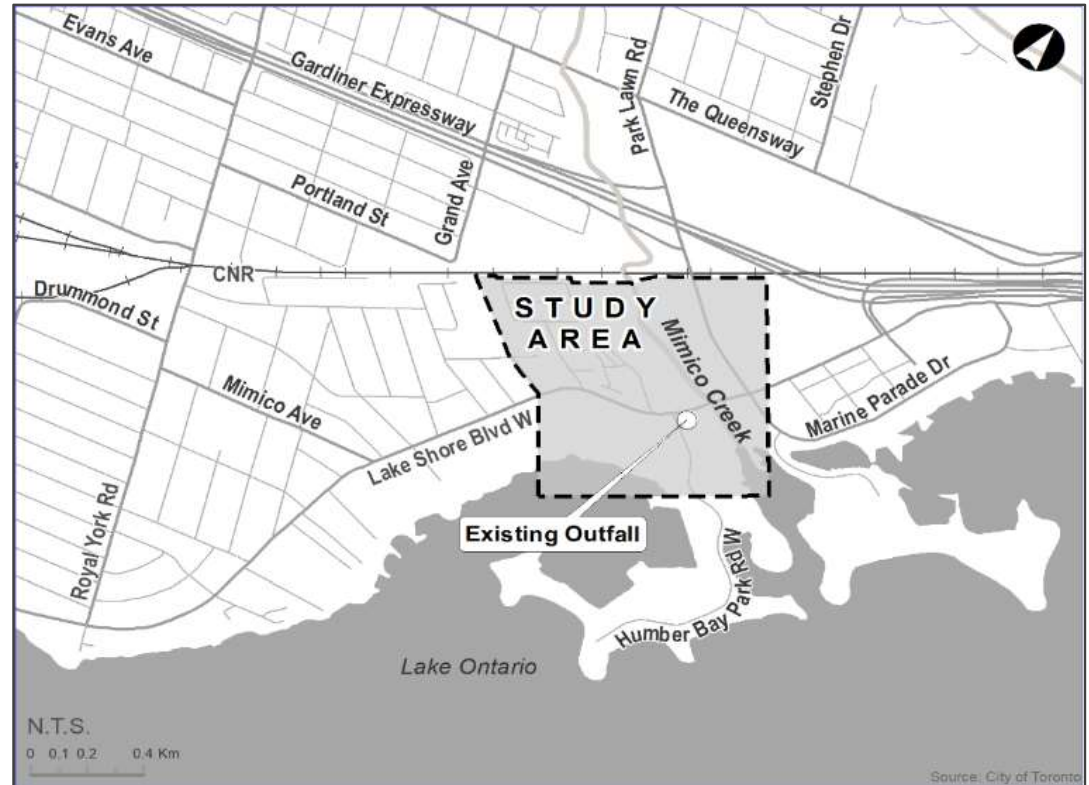 Evans Ave
Gardiner Expressway
Park Lawn Rd
Stephen Dr
The Queensway
Portland St
Grand Ave
CNR
Drummond St
STUDY
AREA
Mimico Creek
Mimico Ave
Lake Shore Blvd W
Marine Parade Dr
Royal York Rd
Existing Outfall
Humber Bay Park Rd W
Lake Ontario
N.T.S.
0 0.1 0.2 0.4 Km
Source: City of Toronto